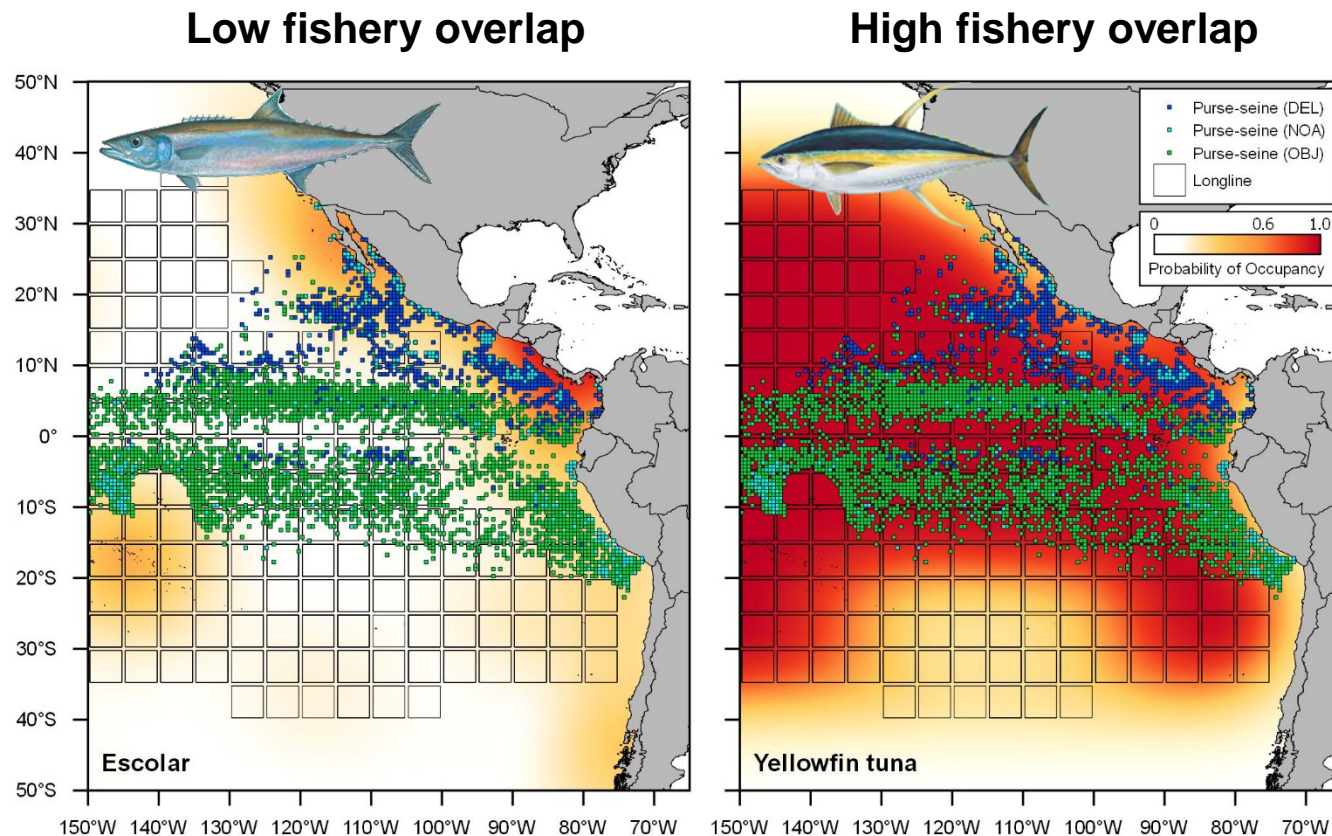 Low fishery overlap
High fishery overlap
50°N
40°N
30°N
20°N
10°N
0°
10°S
20°S
30°S
40°S
50°S
Escolar
150°W 140°W 130°W 120°W 110°W 100°W 90°W 80°W 70°W
Purse-seine (DEL)
Purse-seine (NOA)
Purse-seine (OBJ)
Longline
0 0.6 1.0
Probability of Occupancy
Yellowfin tuna
150°W 140°W 130°W 120°W 110°W 100°W 90°W 80°W 70°W